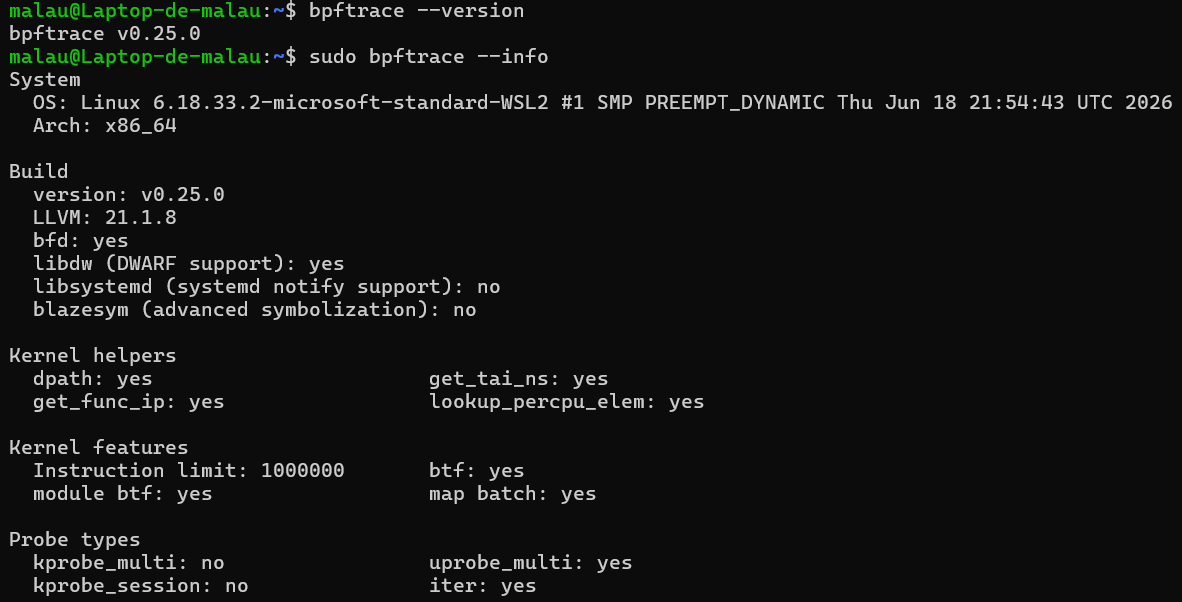 malau@Laptop-de-malau:~$ bpftrace --version
bpftrace v0.25.0
malau@Laptop-de-malau:~$ sudo bpftrace --info
System
  OS: Linux 6.18.33.2-microsoft-standard-WSL2 #1 SMP PREEMPT_DYNAMIC Thu Jun 18 21:54:43 UTC 2026
  Arch: x86_64

Build
  version: v0.25.0
  LLVM: 21.1.8
  bfd: yes
  libdw (DWARF support): yes
  libsystemd (systemd notify support): no
  blazesym (advanced symbolization): no

Kernel helpers
  dpath: yes                       get_tai_ns: yes
  get_func_ip: yes                 lookup_percpu_elem: yes

Kernel features
  Instruction limit: 1000000       btf: yes
  module btf: yes                  map batch: yes

Probe types
  kprobe_multi: no                 uprobe_multi: yes
  kprobe_session: no               iter: yes